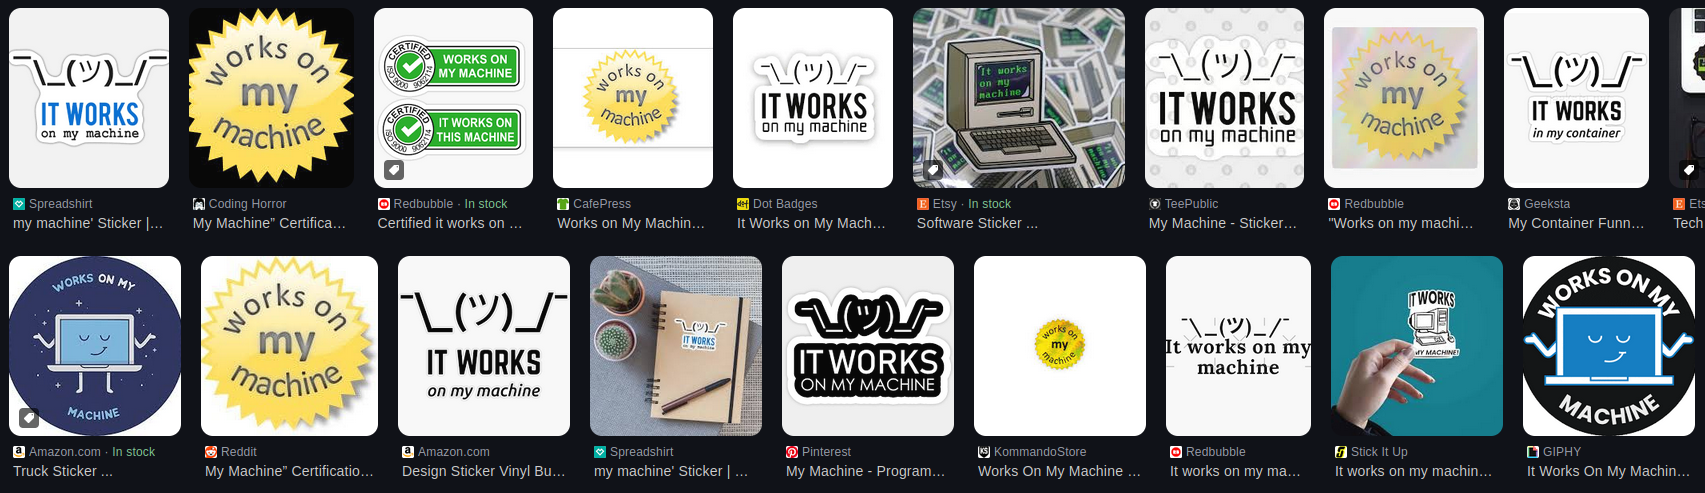 ¯\_(ツ)_/¯
IT WORKS
on my machine
Spreadshirt
my machine' Sticker |...
works on
my
machine
Coding Horror
My Machine” Certifica...
CERTIFIED
ISO 9000 9062114
WORKS ON
MY MACHINE
CERTIFIED
ISO 9000 9062114
IT WORKS ON
THIS MACHINE
Redbubble · In stock
Certified it works on ...
works on
my
machine
CafePress
Works on My Machin...
¯\_(ツ)_/¯
IT WORKS
on my machine
Dot Badges
It Works on My Mach...
It works
on my
machine
Etsy · In stock
Software Sticker ...
¯\_(ツ)_/¯
IT WORKS
on my machine
TeePublic
My Machine - Sticker...
works on
my
machine
Redbubble
"Works on my machi...
¯\_(ツ)_/¯
IT WORKS
in my container
Geeksta
My Container Funn...
Ets
Tech
WORKS ON MY
MACHINE
Amazon.com · In stock
Truck Sticker ...
works on
my
machine
Reddit
My Machine” Certificatio...
¯\_(ツ)_/¯
IT WORKS
on my machine
Amazon.com
Design Sticker Vinyl Bu...
¯\_(ツ)_/¯
IT WORKS
on my machine
Spreadshirt
my machine' Sticker | ...
¯\_(ツ)_/¯
IT WORKS
ON MY MACHINE
Pinterest
My Machine - Program...
works on
my
machine
KommandoStore
Works On My Machine ...
¯\_(ツ)_/¯
It works on my
machine
Redbubble
It works on my ma...
IT WORKS
MY MACHINE!
Stick It Up
It works on my machin...
WORKS ON MY
MACHINE
GIPHY
It Works On My Machin...